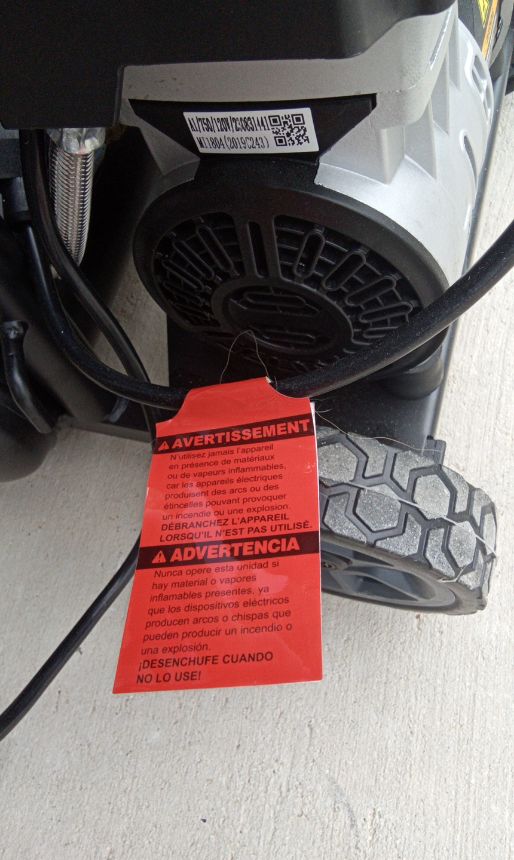 M11804(2019C243)
⚠ AVERTISSEMENT
N'utilisez jamais l'appareil
en présence de matériaux
ou de vapeurs inflammables,
car les appareils électriques
produisent des arcs ou des
étincelles pouvant provoquer
un incendie ou une explosion.
DÉBRANCHEZ L'APPAREIL
LORSQU'IL N'EST PAS UTILISÉ.
⚠ ADVERTENCIA
Nunca opere esta unidad si
hay material o vapores
inflamables presentes, ya
que los dispositivos eléctricos
producen arcos o chispas que
pueden producir un incendio o
una explosión.
¡DESENCHUFE CUANDO
NO LO USE!